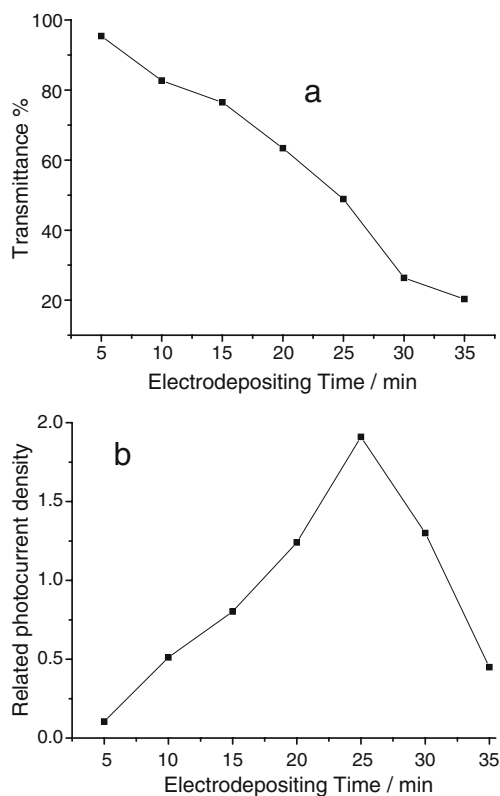 100
80
60
40
20
Transmittance %
a
5 10 15 20 25 30 35
Electrodepositing Time / min
2.0
1.5
1.0
0.5
0.0
Related photocurrent density
b
5 10 15 20 25 30 35
Electrodepositing Time / min